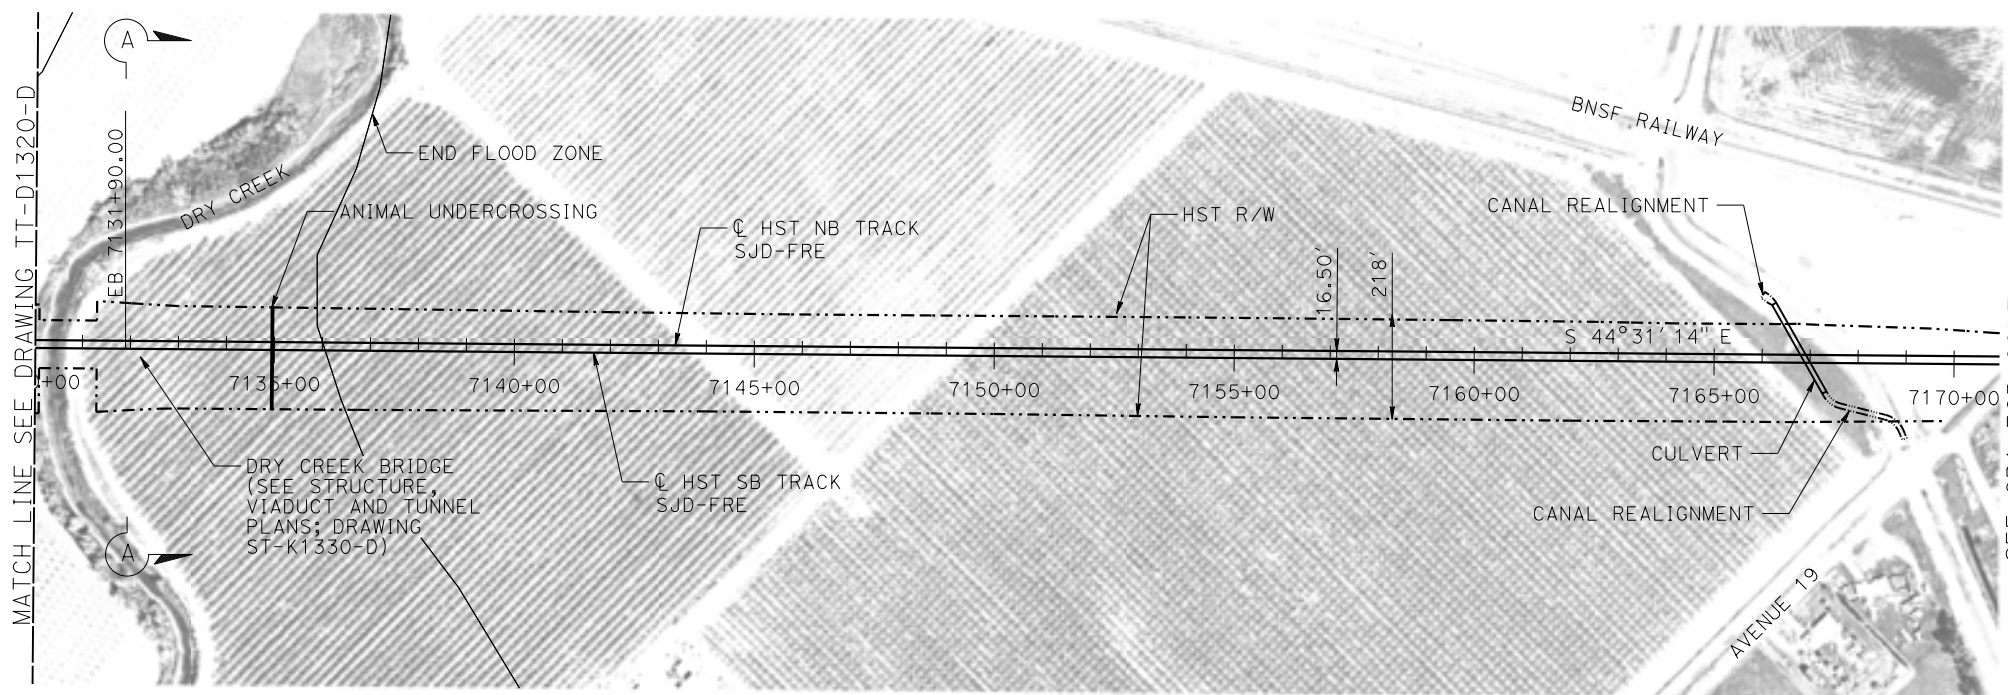 MATCH LINE SEE DRAWING TT-D1320-D
A
EB 7131+90.00
DRY CREEK
END FLOOD ZONE
ANIMAL UNDERCROSSING
℄ HST NB TRACK
SJD-FRE
HST R/W
16.50'
218'
BNSF RAILWAY
CANAL REALIGNMENT
S 44°31'14" E
+00
7135+00
7140+00
7145+00
7150+00
7155+00
7160+00
7165+00
7170+00
DRY CREEK BRIDGE
(SEE STRUCTURE,
VIADUCT AND TUNNEL
PLANS; DRAWING
ST-K1330-D)
℄ HST SB TRACK
SJD-FRE
CULVERT
CANAL REALIGNMENT
A
AVENUE 19